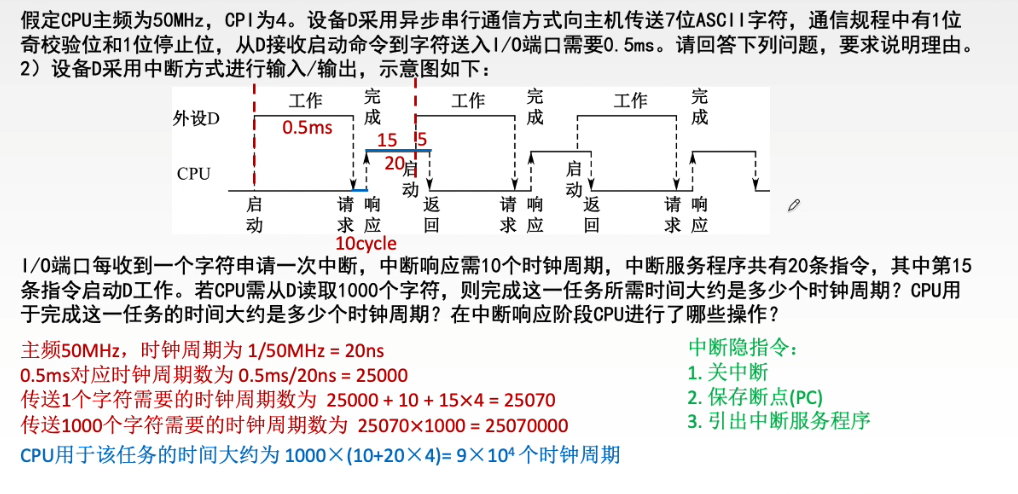 假定CPU主频为50MHz，CPI为4。设备D采用异步串行通信方式向主机传送7位ASCII字符，通信规程中有1位
奇校验位和1位停止位，从D接收启动命令到字符送入I/O端口需要0.5ms。请回答下列问题，要求说明理由。
2）设备D采用中断方式进行输入/输出，示意图如下：
工作 完成 工作 完成 工作 完成
外设D
0.5ms
15 5
CPU
20
启动 启动
启动 请求 响应 返回 请求 响应 返回 请求 响应
10cycle
I/O端口每收到一个字符申请一次中断，中断响应需10个时钟周期，中断服务程序共有20条指令，其中第15
条指令启动D工作。若CPU需从D读取1000个字符，则完成这一任务所需时间大约是多少个时钟周期？CPU用
于完成这一任务的时间大约是多少个时钟周期？在中断响应阶段CPU进行了哪些操作？
主频50MHz，时钟周期为 1/50MHz = 20ns
0.5ms对应时钟周期数为 0.5ms/20ns = 25000
传送1个字符需要的时钟周期数为 25000 + 10 + 15×4 = 25070
传送1000个字符需要的时钟周期数为 25070×1000 = 25070000
CPU用于该任务的时间大约为 1000×(10+20×4)= 9×10⁴ 个时钟周期
中断隐指令：
1. 关中断
2. 保存断点(PC)
3. 引出中断服务程序